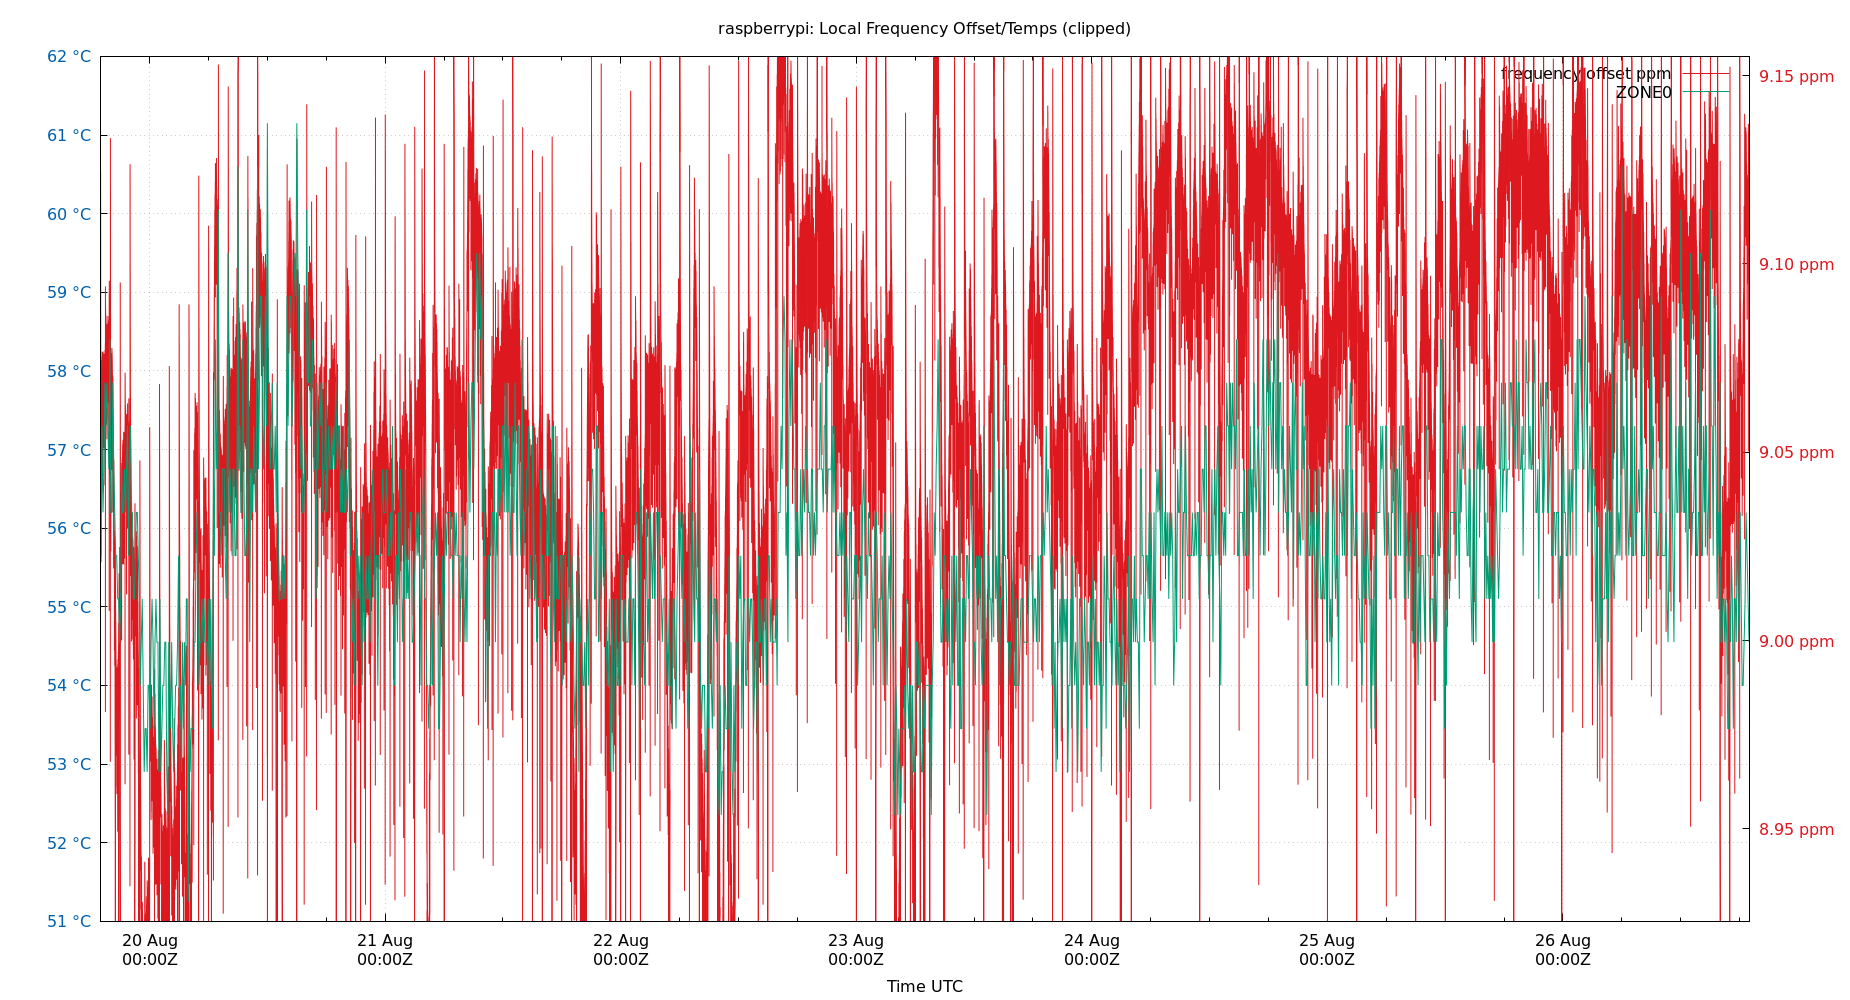 raspberrypi: Local Frequency Offset/Temps (clipped)
62 °C
61 °C
60 °C
59 °C
58 °C
57 °C
56 °C
55 °C
54 °C
53 °C
52 °C
51 °C
frequency offset ppm
ZONE0
9.15 ppm
9.10 ppm
9.05 ppm
9.00 ppm
8.95 ppm
20 Aug
00:00Z
21 Aug
00:00Z
22 Aug
00:00Z
23 Aug
00:00Z
24 Aug
00:00Z
25 Aug
00:00Z
26 Aug
00:00Z
Time UTC